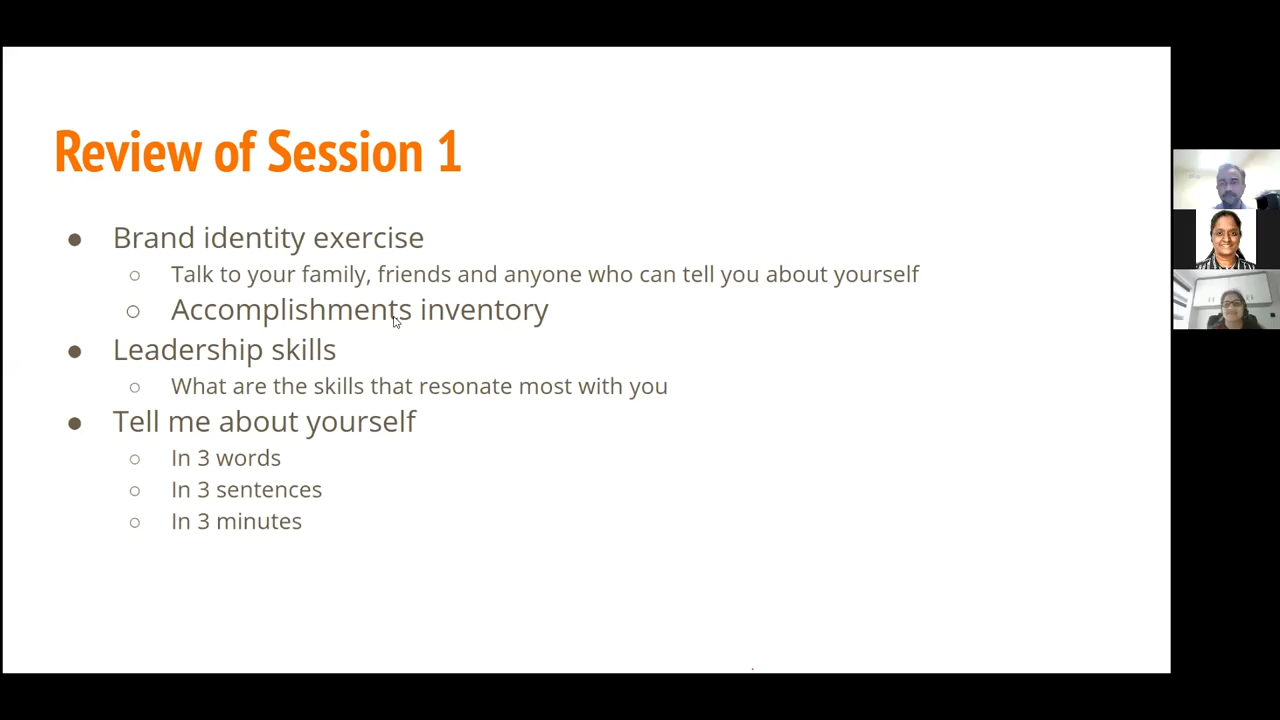 Review of Session 1
● Brand identity exercise
○ Talk to your family, friends and anyone who can tell you about yourself
○ Accomplishments inventory
● Leadership skills
○ What are the skills that resonate most with you
● Tell me about yourself
○ In 3 words
○ In 3 sentences
○ In 3 minutes